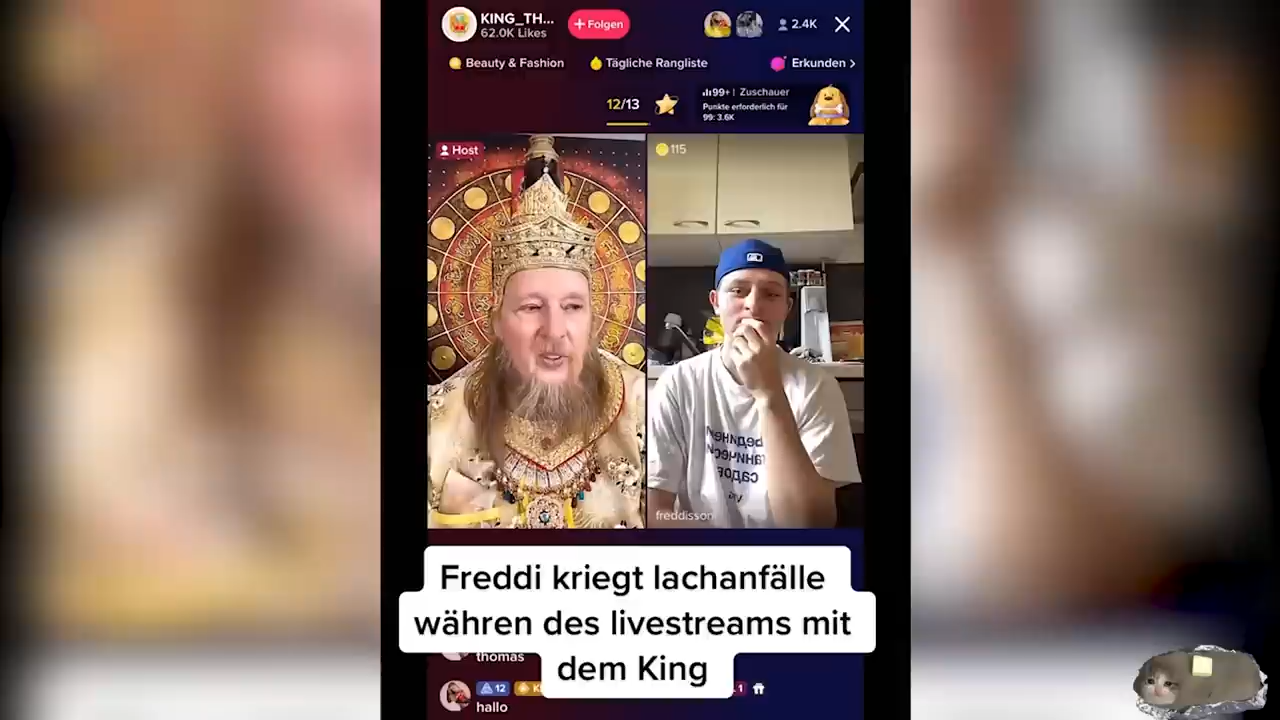 KING_TH...
62.0K Likes
+ Folgen
2.4K
Beauty & Fashion
Tägliche Rangliste
Erkunden >
12/13
99+ | Zuschauer
Punkte erforderlich für
99: 3.6K
Host
115
freddisson
Freddi kriegt lachanfälle
währen des livestreams mit
dem King
thomas
12
hallo